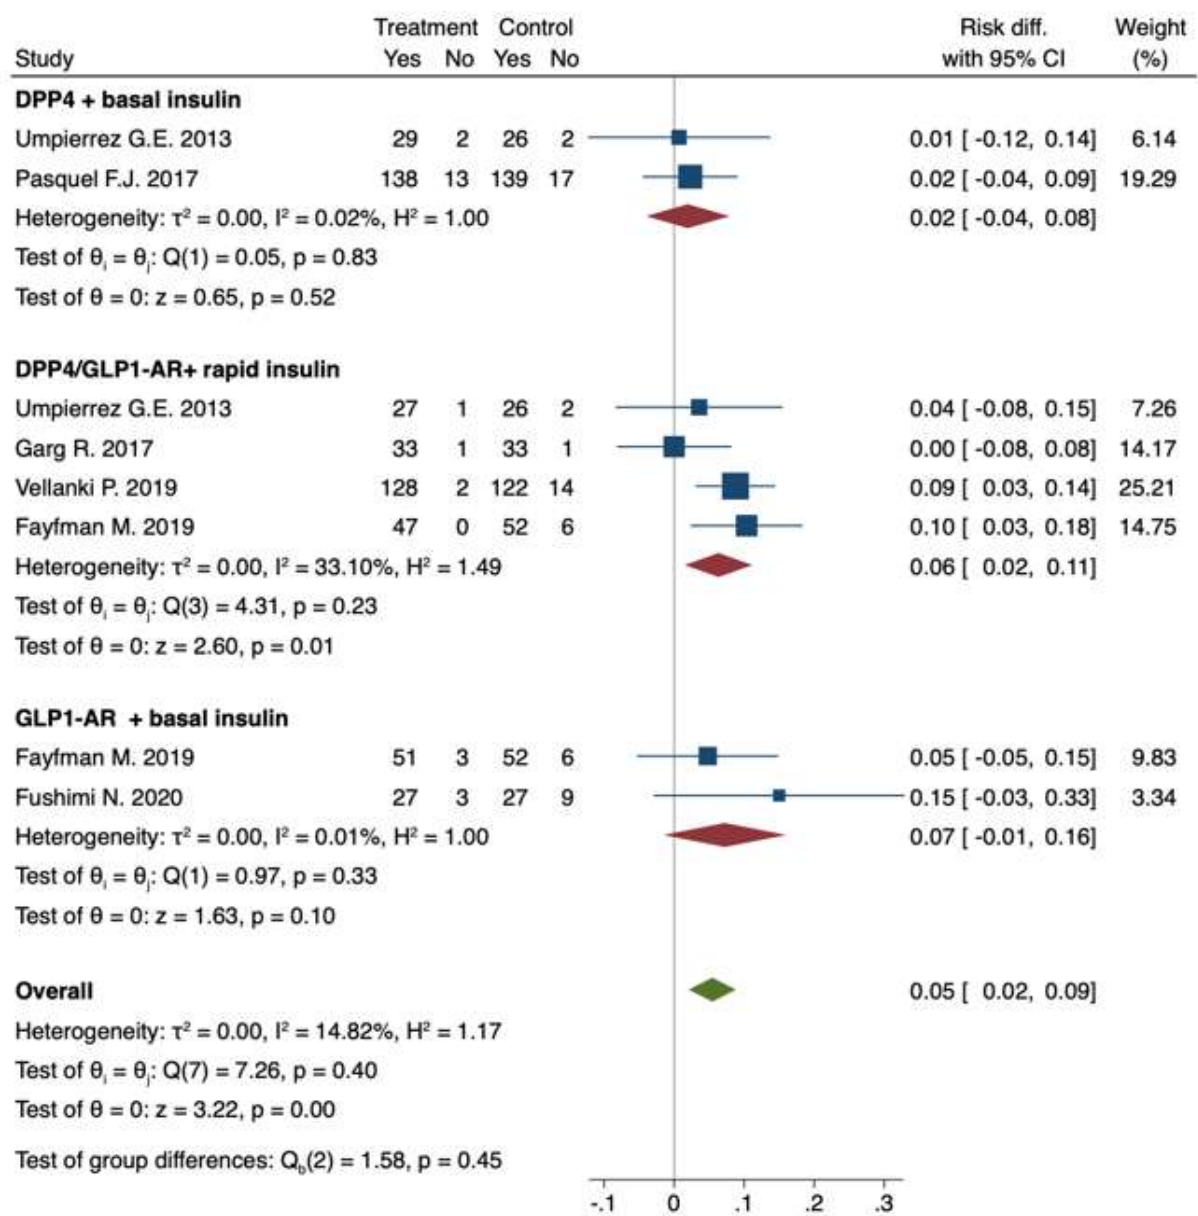 Treatment Control Risk diff. Weight
Study Yes No Yes No with 95% CI (%)
DPP4 + basal insulin
Umpierrez G.E. 2013 29 2 26 2 0.01 [ -0.12, 0.14] 6.14
Pasquel F.J. 2017 138 13 139 17 0.02 [ -0.04, 0.09] 19.29
Heterogeneity: τ² = 0.00, I² = 0.02%, H² = 1.00 0.02 [ -0.04, 0.08]
Test of θᵢ = θⱼ: Q(1) = 0.05, p = 0.83
Test of θ = 0: z = 0.65, p = 0.52
DPP4/GLP1-AR+ rapid insulin
Umpierrez G.E. 2013 27 1 26 2 0.04 [ -0.08, 0.15] 7.26
Garg R. 2017 33 1 33 1 0.00 [ -0.08, 0.08] 14.17
Vellanki P. 2019 128 2 122 14 0.09 [ 0.03, 0.14] 25.21
Fayfman M. 2019 47 0 52 6 0.10 [ 0.03, 0.18] 14.75
Heterogeneity: τ² = 0.00, I² = 33.10%, H² = 1.49 0.06 [ 0.02, 0.11]
Test of θᵢ = θⱼ: Q(3) = 4.31, p = 0.23
Test of θ = 0: z = 2.60, p = 0.01
GLP1-AR + basal insulin
Fayfman M. 2019 51 3 52 6 0.05 [ -0.05, 0.15] 9.83
Fushimi N. 2020 27 3 27 9 0.15 [ -0.03, 0.33] 3.34
Heterogeneity: τ² = 0.00, I² = 0.01%, H² = 1.00 0.07 [ -0.01, 0.16]
Test of θᵢ = θⱼ: Q(1) = 0.97, p = 0.33
Test of θ = 0: z = 1.63, p = 0.10
Overall 0.05 [ 0.02, 0.09]
Heterogeneity: τ² = 0.00, I² = 14.82%, H² = 1.17
Test of θᵢ = θⱼ: Q(7) = 7.26, p = 0.40
Test of θ = 0: z = 3.22, p = 0.00
Test of group differences: Q_b(2) = 1.58, p = 0.45
-.1 0 .1 .2 .3